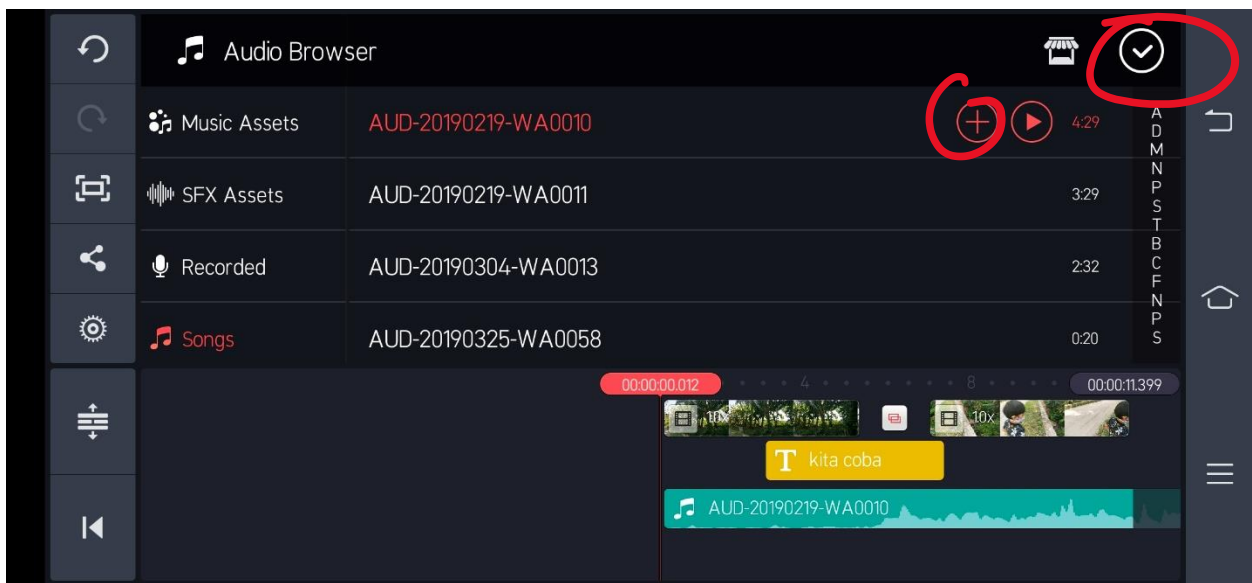 Audio Browser
Music Assets
AUD-20190219-WA0010
4:29
SFX Assets
AUD-20190219-WA0011
3:29
Recorded
AUD-20190304-WA0013
2:32
Songs
AUD-20190325-WA0058
0:20
A
D
M
N
P
S
T
B
C
F
N
P
S
00:00:00.012
4
8
00:00:11.399
10x
10x
T kita coba
AUD-20190219-WA0010